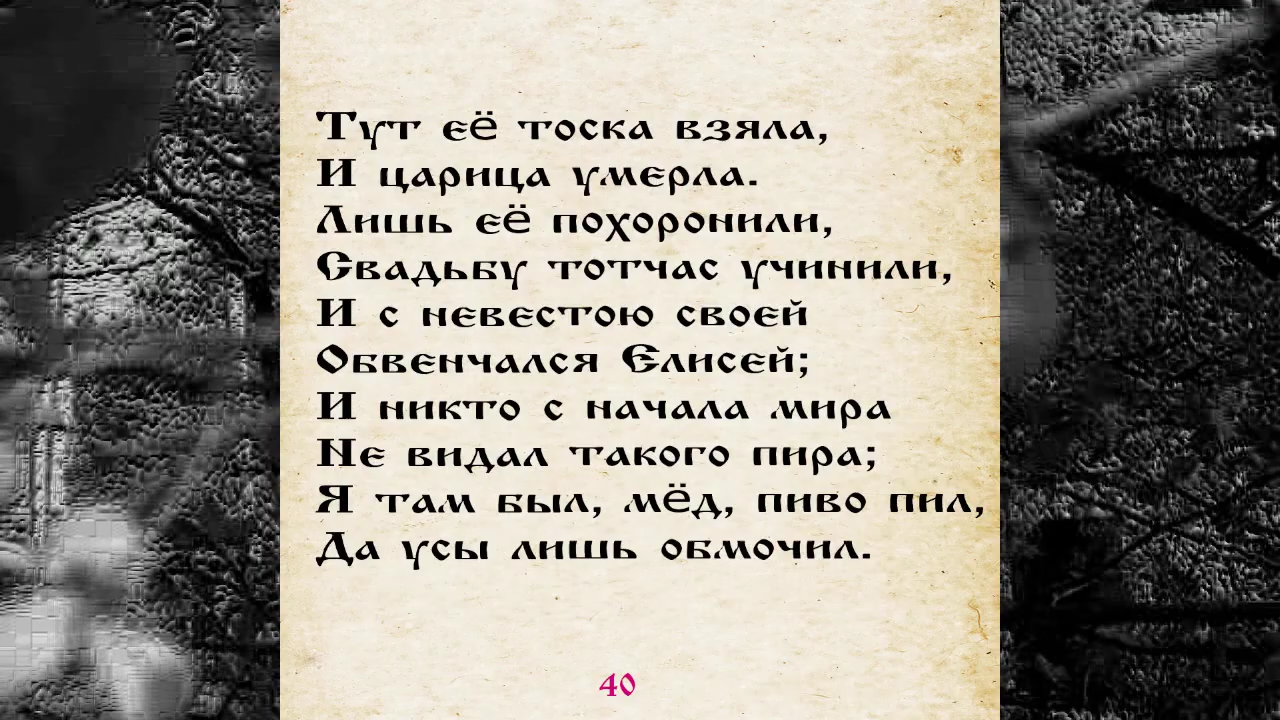 Тут её тоска взяла,
И царица умерла.
Лишь её похоронили,
Свадьбу тотчас учинили,
И с невестою своей
Обвенчался Елисей;
И никто с начала мира
Не видал такого пира;
Я там был, мёд, пиво пил,
Да усы лишь обмочил.
40